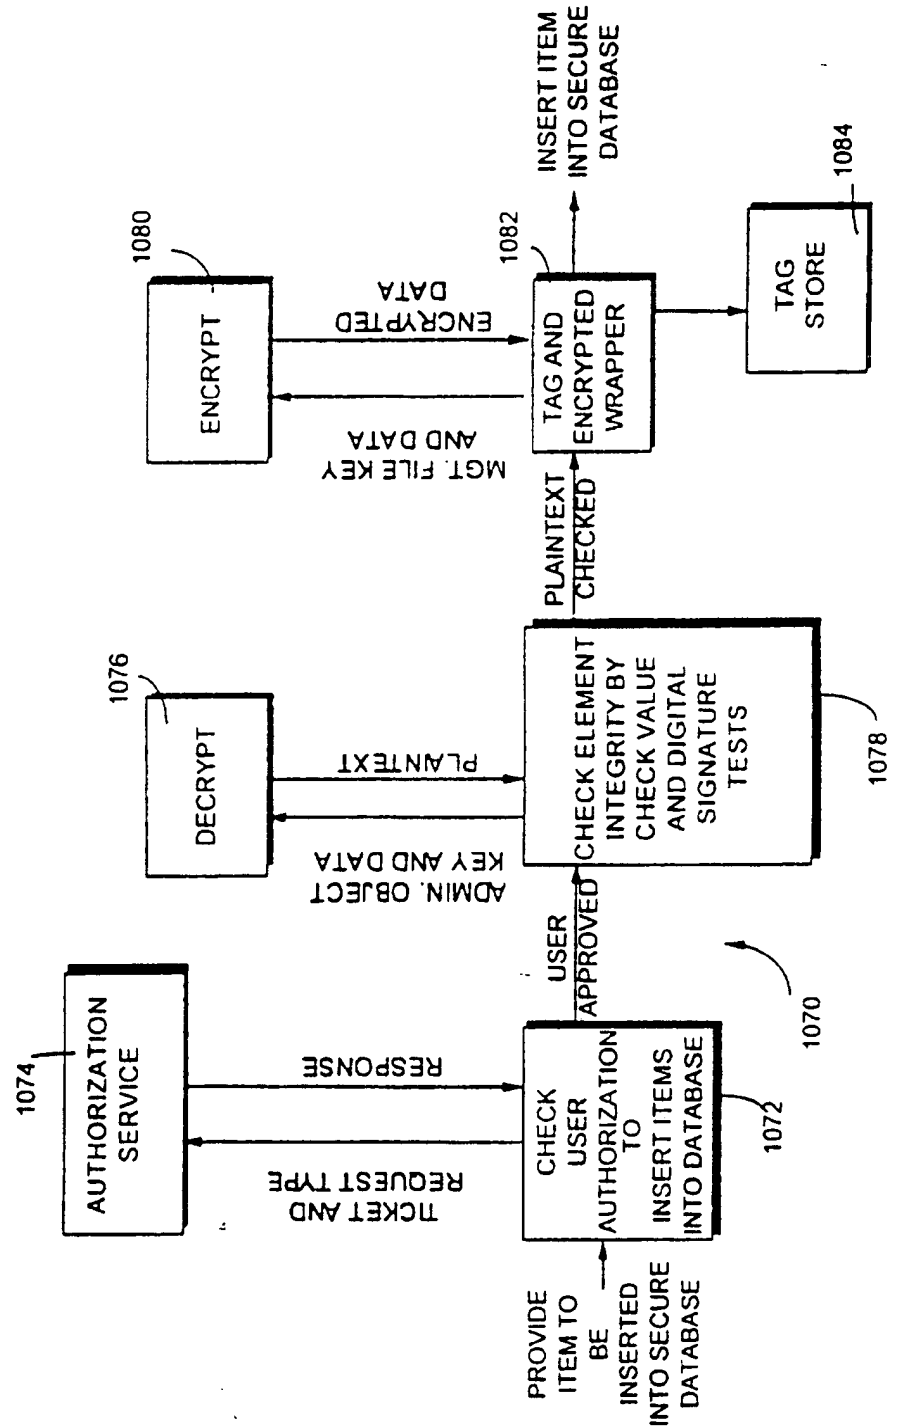 1074
AUTHORIZATION
SERVICE
TICKET AND
REQUEST TYPE
RESPONSE
PROVIDE
ITEM TO
BE
INSERTED
INTO SECURE
DATABASE
CHECK
USER
AUTHORIZATION
TO
INSERT ITEMS
INTO DATABASE
1072
1070
USER
APPROVED
1076
DECRYPT
ADMIN. OBJECT
KEY AND DATA
PLAINTEXT
CHECK ELEMENT
INTEGRITY BY
CHECK VALUE
AND DIGITAL
SIGNATURE
TESTS
1078
PLAINTEXT
CHECKED
1080
ENCRYPT
MGT. FILE KEY
AND DATA
ENCRYPTED
DATA
1082
TAG AND
ENCRYPTED
WRAPPER
INSERT ITEM
INTO SECURE
DATABASE
TAG
STORE
1084